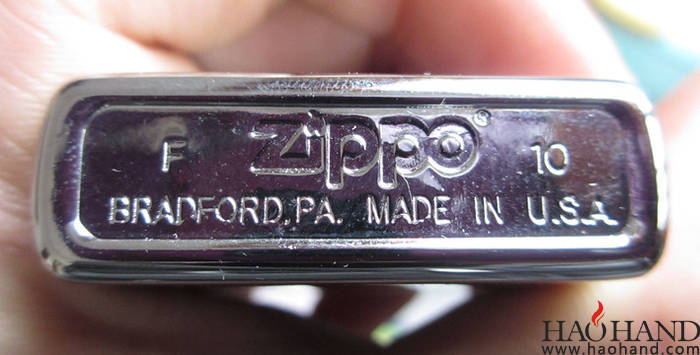 F Zippo® 10
BRADFORD, PA. MADE IN U.S.A.
HAOHAND
www.haohand.com